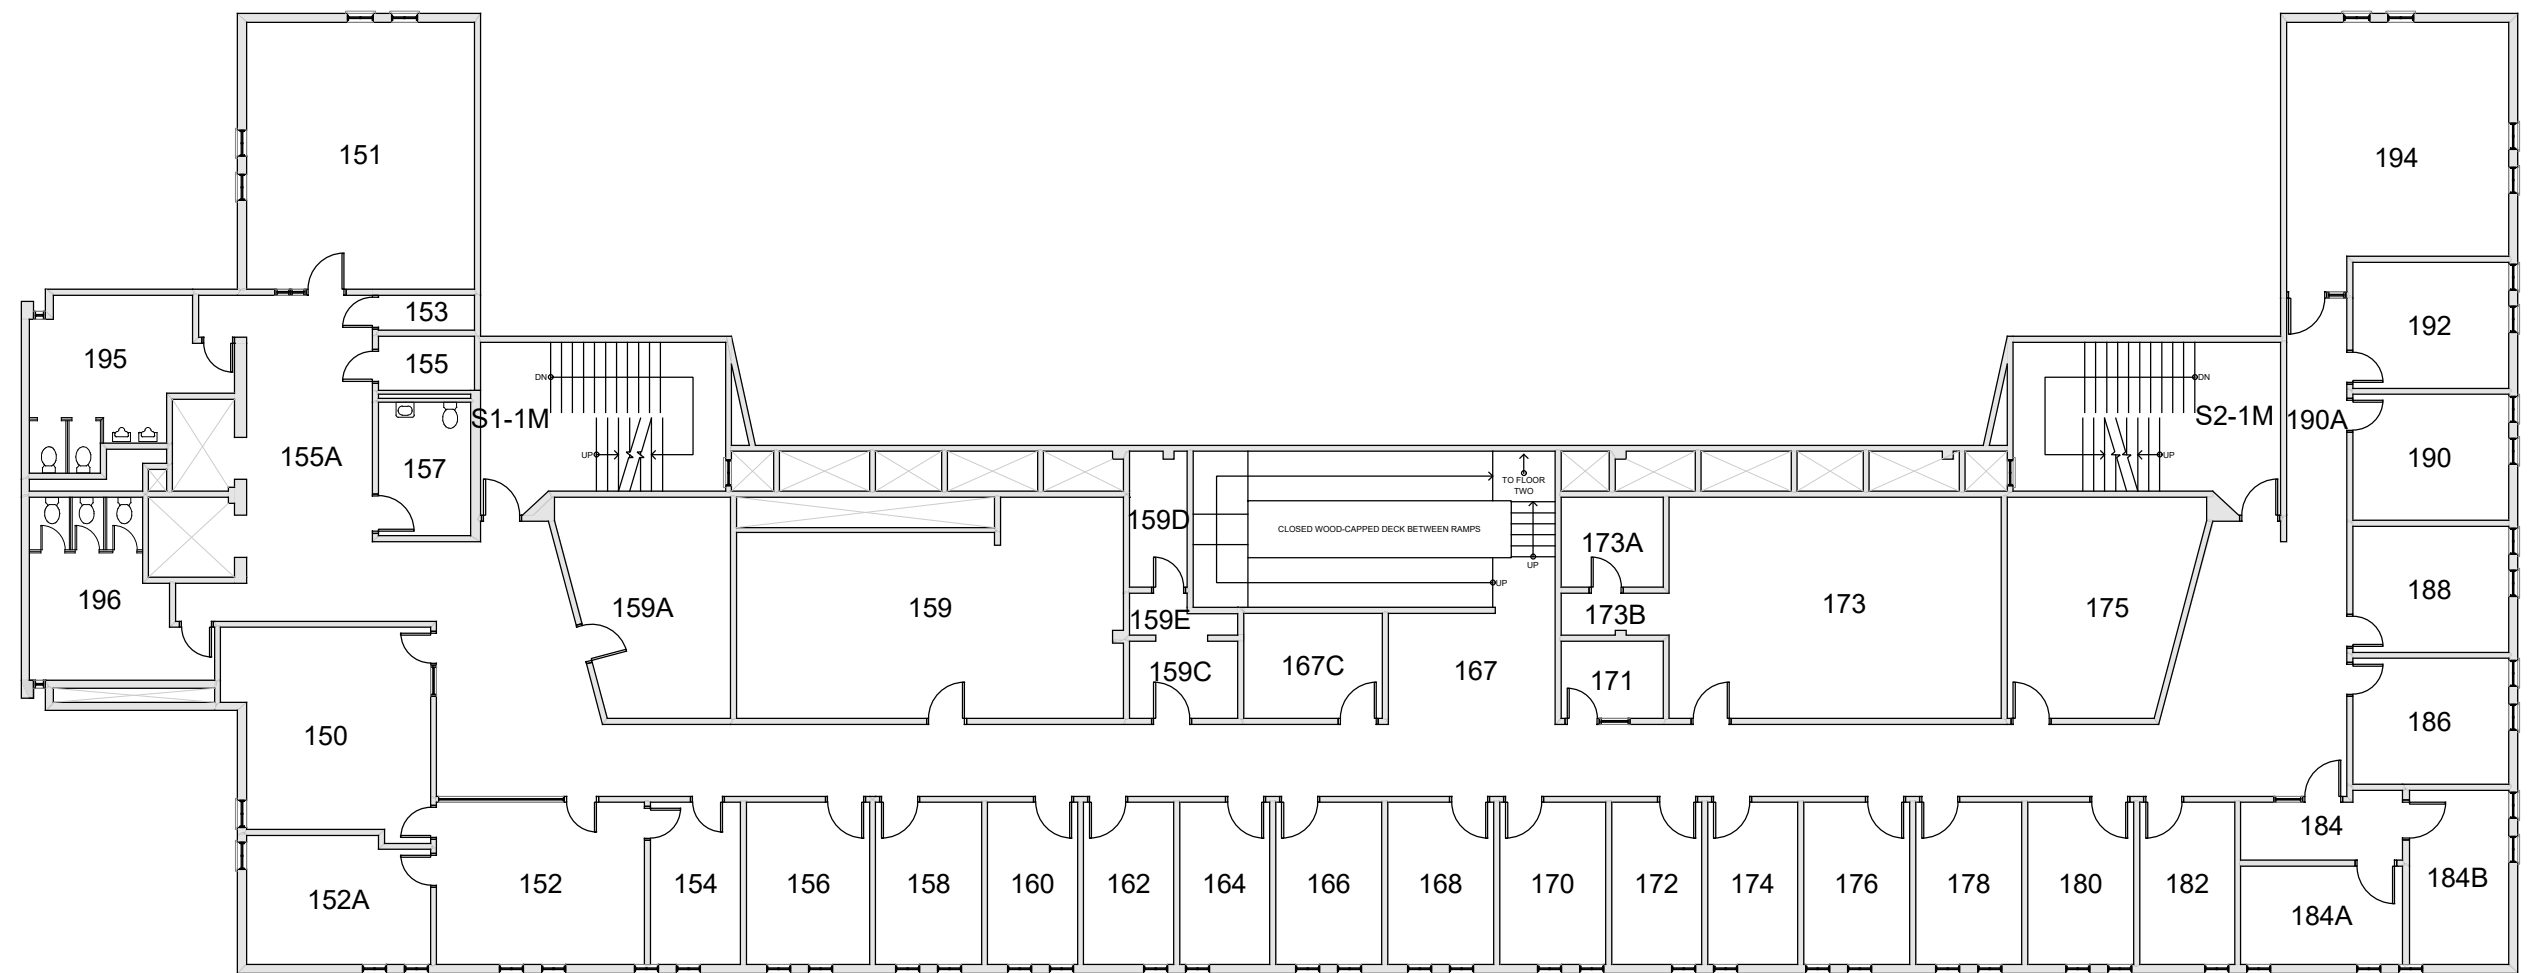 151
194
153
192
195
155
DN
DN
S1-1M
S2-1M
190A
155A
UP
UP
190
157
TO FLOOR
TWO
159D
CLOSED WOOD-CAPPED DECK BETWEEN RAMPS
173A
UP
UP
188
196
159A
159
173
175
159E
173B
167C
159C
167
171
186
150
184
152A
152
154
156
158
160
162
164
166
168
170
172
174
176
178
180
182
184B
184A